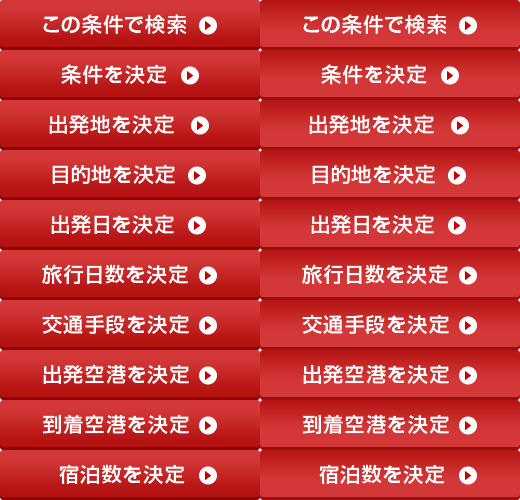 この条件で検索 この条件で検索
条件を決定 条件を決定
出発地を決定 出発地を決定
目的地を決定 目的地を決定
出発日を決定 出発日を決定
旅行日数を決定 旅行日数を決定
交通手段を決定 交通手段を決定
出発空港を決定 出発空港を決定
到着空港を決定 到着空港を決定
宿泊数を決定 宿泊数を決定